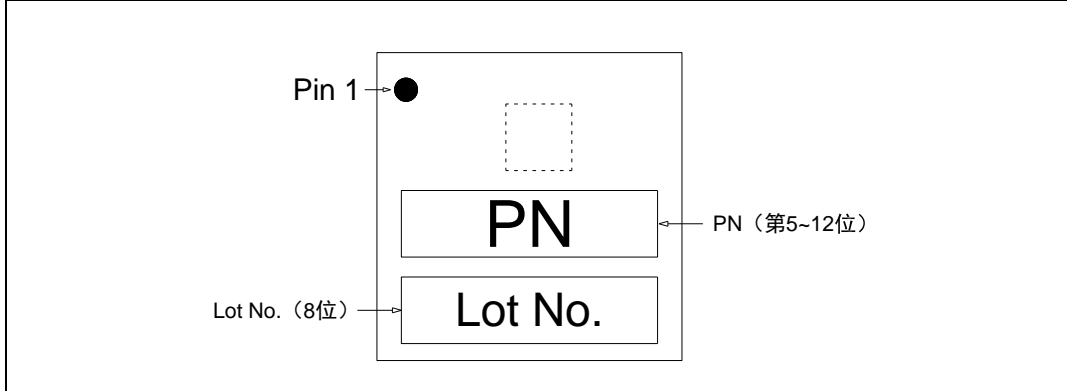 Pin 1
PN
PN（第5~12位）
Lot No.（8位）
Lot No.